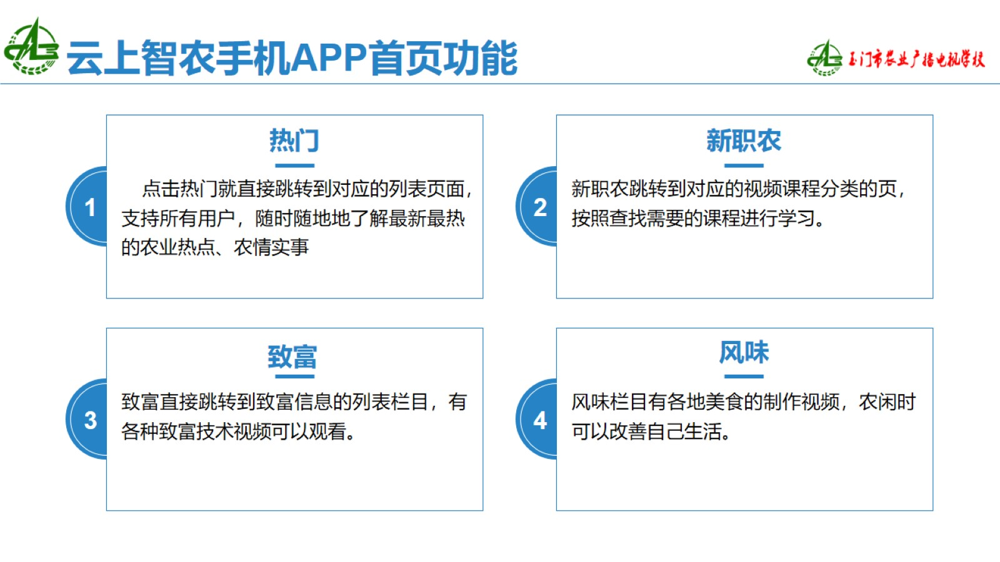 云上智农手机APP首页功能
玉门市农业广播电视学校
1
热门
点击热门就直接跳转到对应的列表页面，
支持所有用户，随时随地地了解最新最热
的农业热点、农情实事
2
新职农
新职农跳转到对应的视频课程分类的页，
按照查找需要的课程进行学习。
3
致富
致富直接跳转到致富信息的列表栏目，有
各种致富技术视频可以观看。
4
风味
风味栏目有各地美食的制作视频，农闲时
可以改善自己生活。